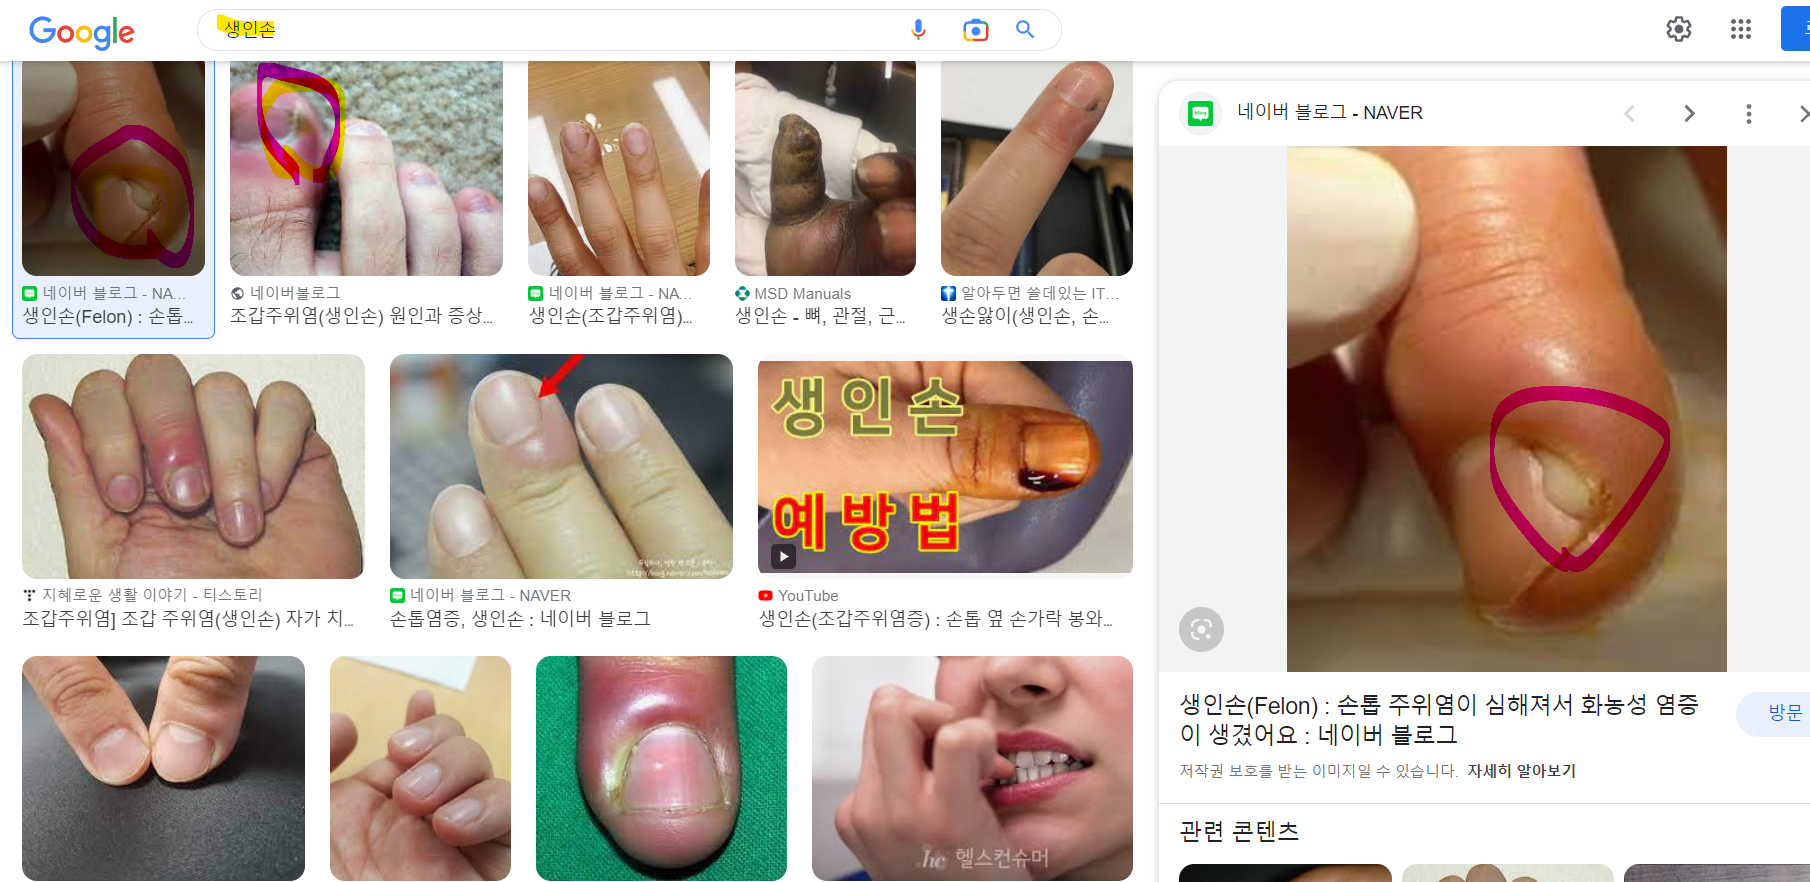 Google
생인손
네이버 블로그 - NA...
생인손(Felon) : 손톱...
네이버블로그
조갑주위염(생인손) 원인과 증상...
네이버 블로그 - NA...
생인손(조갑주위염)...
MSD Manuals
생인손 - 뼈, 관절, 근...
알아두면 쓸데있는 IT...
생손앓이(생인손, 손...
생인손
예방법
지혜로운 생활 이야기 - 티스토리
조갑주위염] 조갑 주위염(생인손) 자가 치...
네이버 블로그 - NAVER
손톱염증, 생인손 : 네이버 블로그
YouTube
생인손(조갑주위염증) : 손톱 옆 손가락 봉와...
hc 헬스컨슈머
네이버 블로그 - NAVER
생인손(Felon) : 손톱 주위염이 심해져서 화농성 염증
이 생겼어요 : 네이버 블로그
방문
저작권 보호를 받는 이미지일 수 있습니다. 자세히 알아보기
관련 콘텐츠